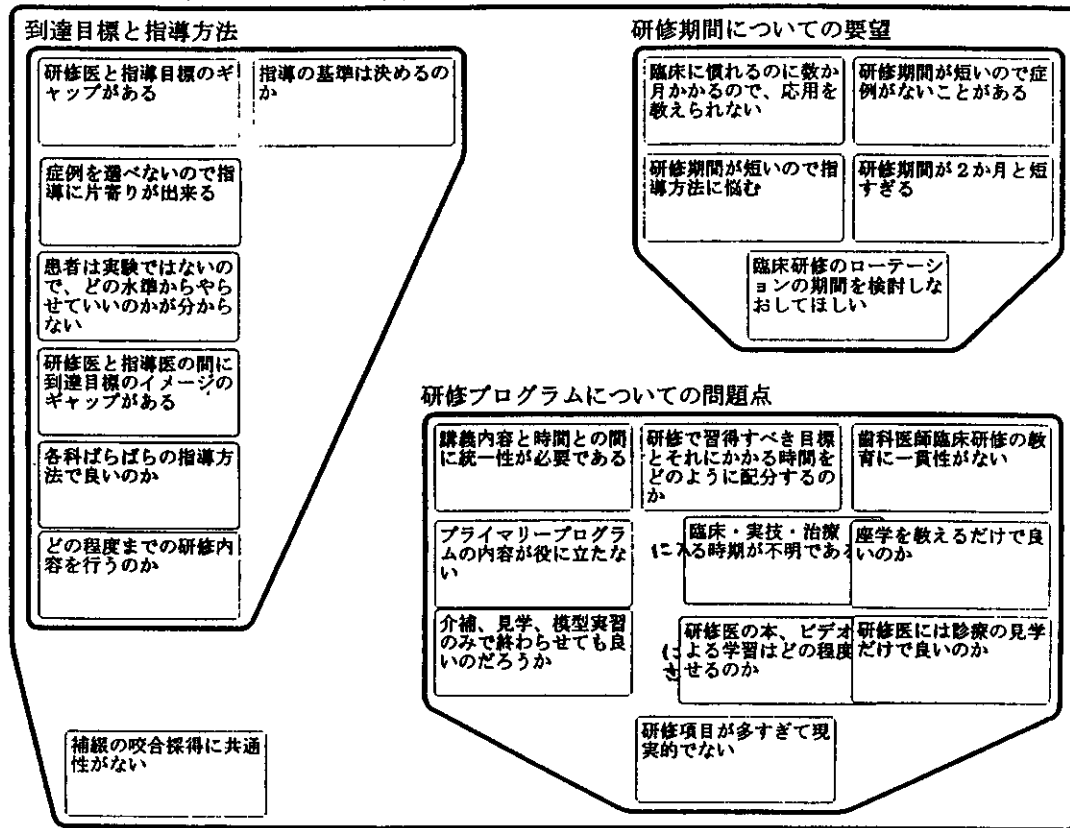 到達目標と指導方法
研修医と指導目標のギ
ャップがある
指導の基準は決めるの
か
症例を選べないので指
導に片寄りが出来る
患者は実験ではないの
で、どの水準からやら
せていいのかが分から
ない
研修医と指導医の間に
到達目標のイメージの
ギャップがある
各科ばらばらの指導方
法で良いのか
どの程度までの研修内
容を行うのか
補綴の咬合採得に共通
性がない
研修期間についての要望
臨床に慣れるのに数か
月かかるので、応用を
教えられない
研修期間が短いので症
例がないことがある
研修期間が短いので指
導方法に悩む
研修期間が2か月と短
すぎる
臨床研修のローテーシ
ョンの期間を検討しな
おしてほしい
研修プログラムについての問題点
講義内容と時間との間
に統一性が必要である
研修で習得すべき目標
とそれにかかる時間を
どのように配分するの
か
歯科医師臨床研修の教
育に一貫性がない
プライマリープログラ
ムの内容が役に立たな
い
臨床・実技・治療
に入る時期が不明である
座学を教えるだけで良
いのか
介補、見学、模型実習
のみで終わらせても良
いのだろうか
研修医の本、ビデオ
による学習はどの程度
させるのか
研修医には診療の見学
だけで良いのか
研修項目が多すぎて現
実的でない